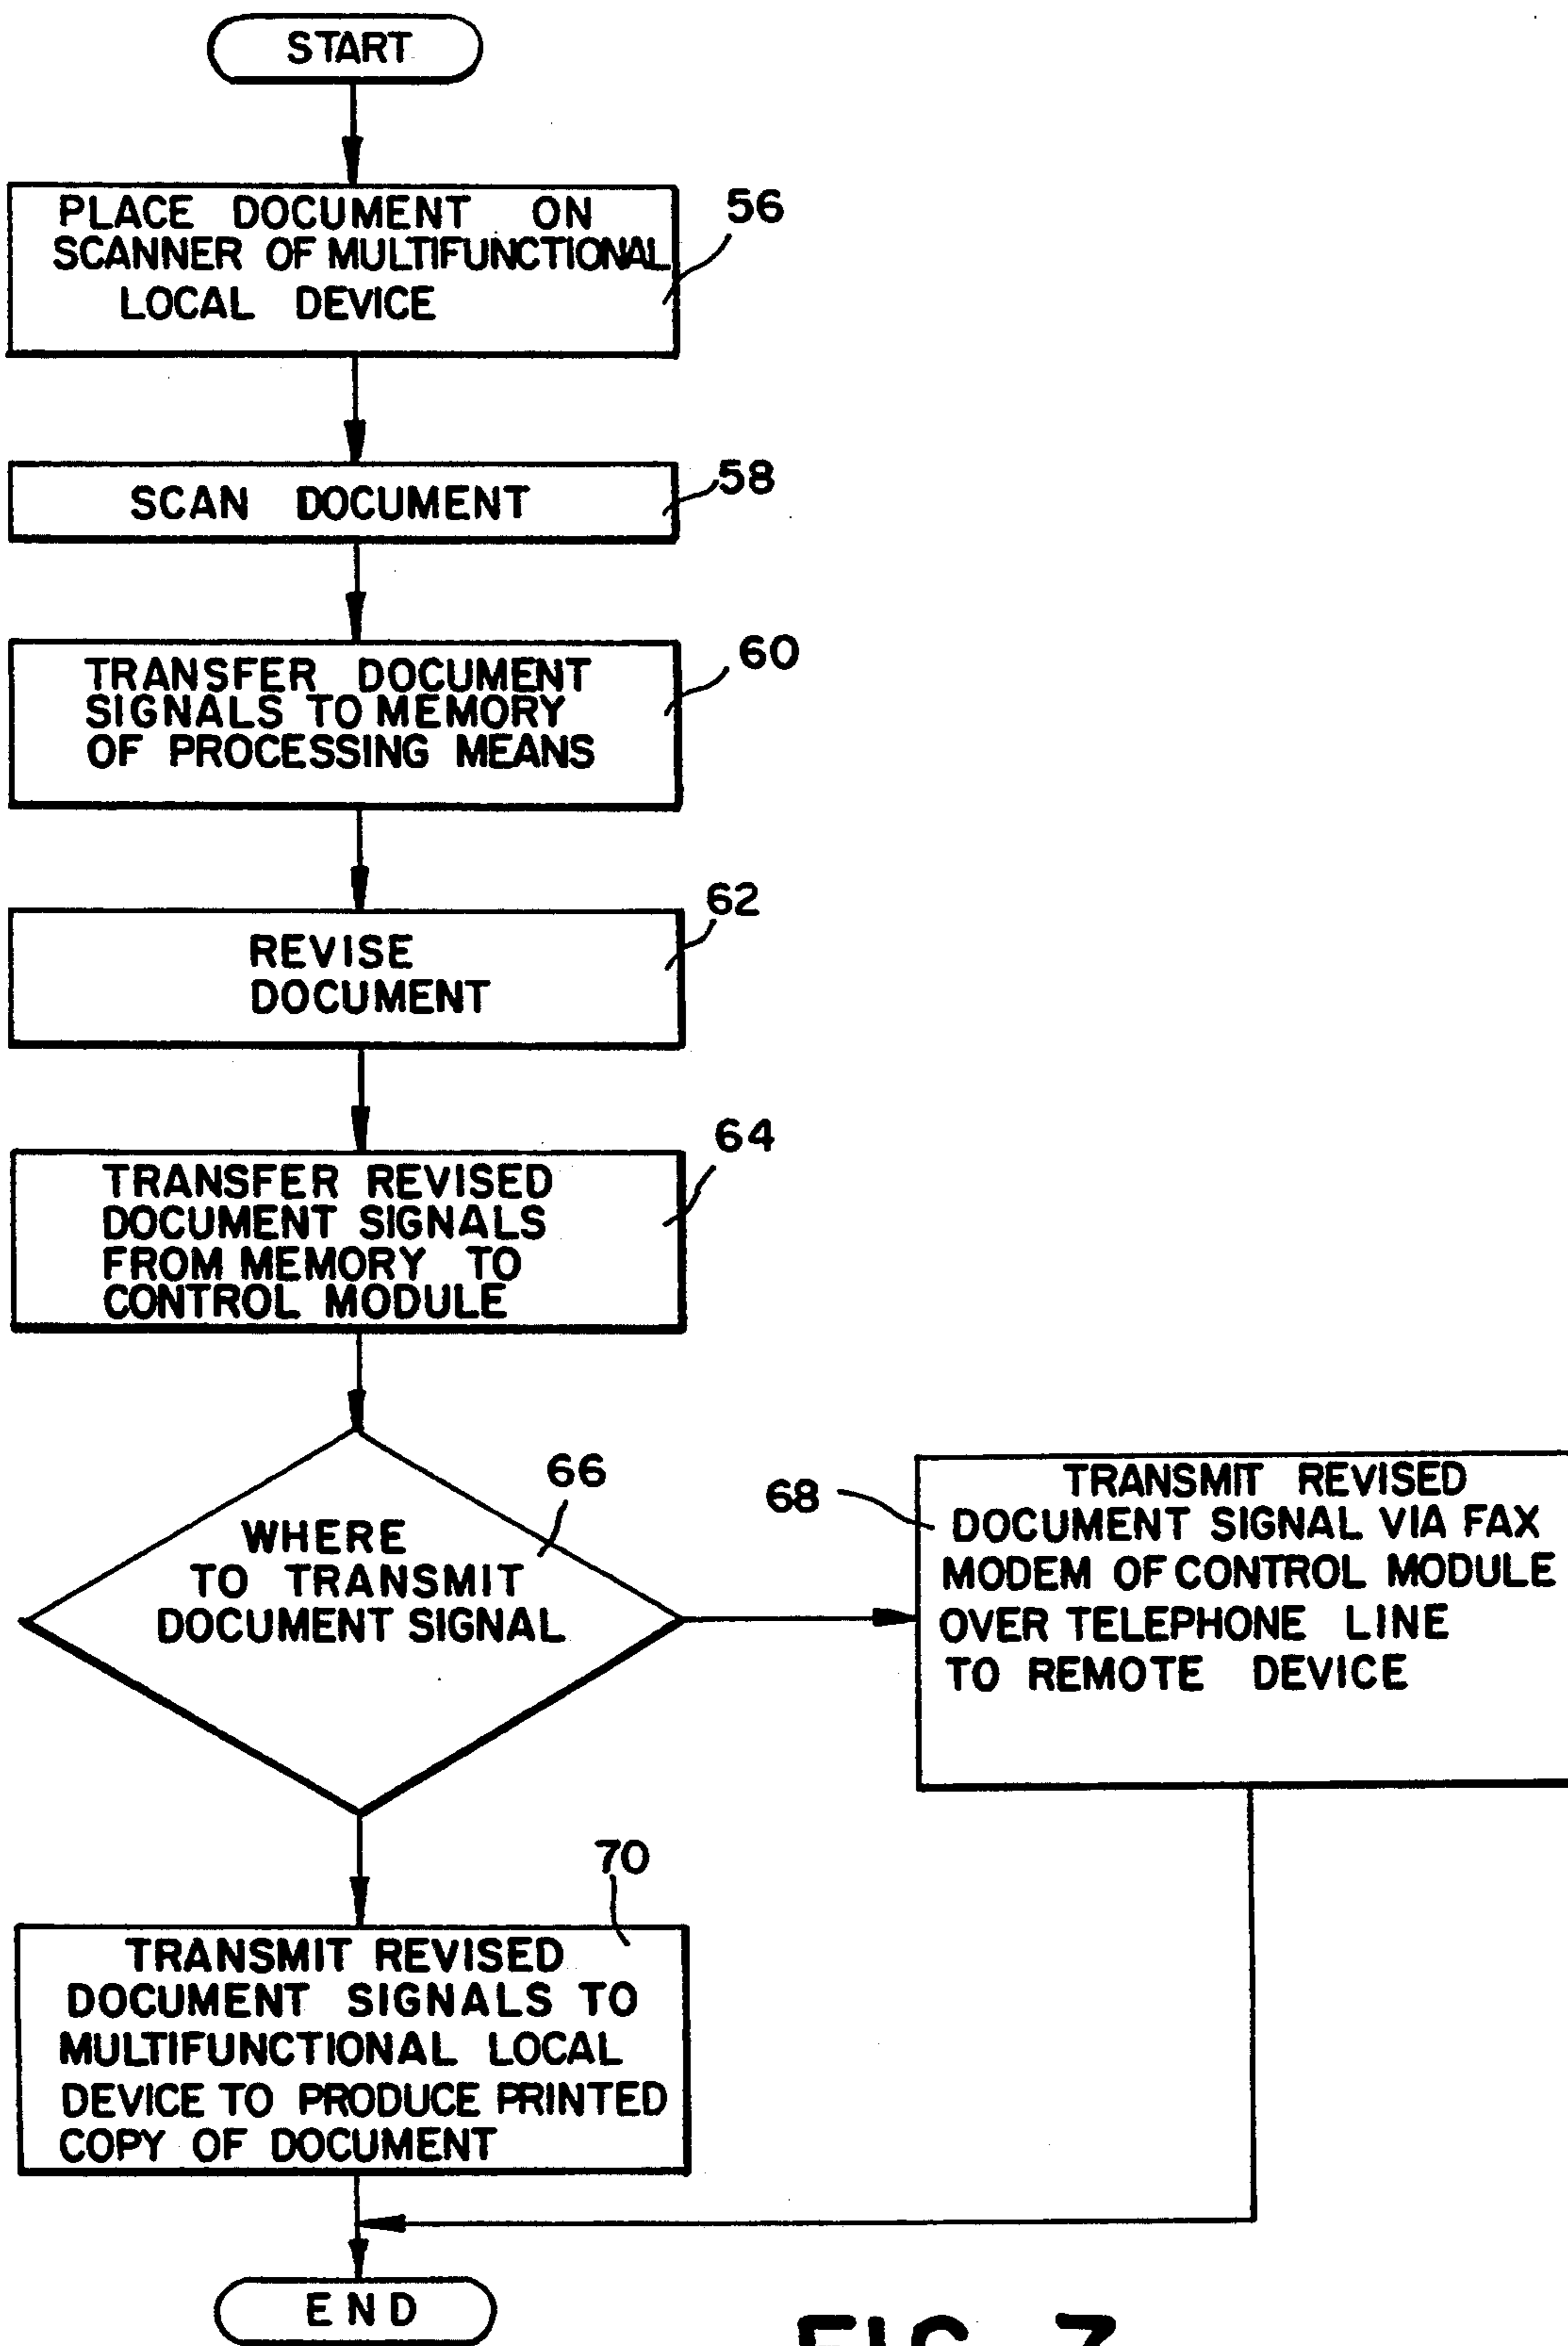 START
PLACE DOCUMENT ON
SCANNER OF MULTIFUNCTIONAL
LOCAL DEVICE
56
SCAN DOCUMENT
58
TRANSFER DOCUMENT
SIGNALS TO MEMORY
OF PROCESSING MEANS
60
REVISE
DOCUMENT
62
TRANSFER REVISED
DOCUMENT SIGNALS
FROM MEMORY TO
CONTROL MODULE
64
WHERE
TO TRANSMIT
DOCUMENT SIGNAL
66
68
TRANSMIT REVISED
DOCUMENT SIGNAL VIA FAX
MODEM OF CONTROL MODULE
OVER TELEPHONE LINE
TO REMOTE DEVICE
70
TRANSMIT REVISED
DOCUMENT SIGNALS TO
MULTIFUNCTIONAL LOCAL
DEVICE TO PRODUCE PRINTED
COPY OF DOCUMENT
END